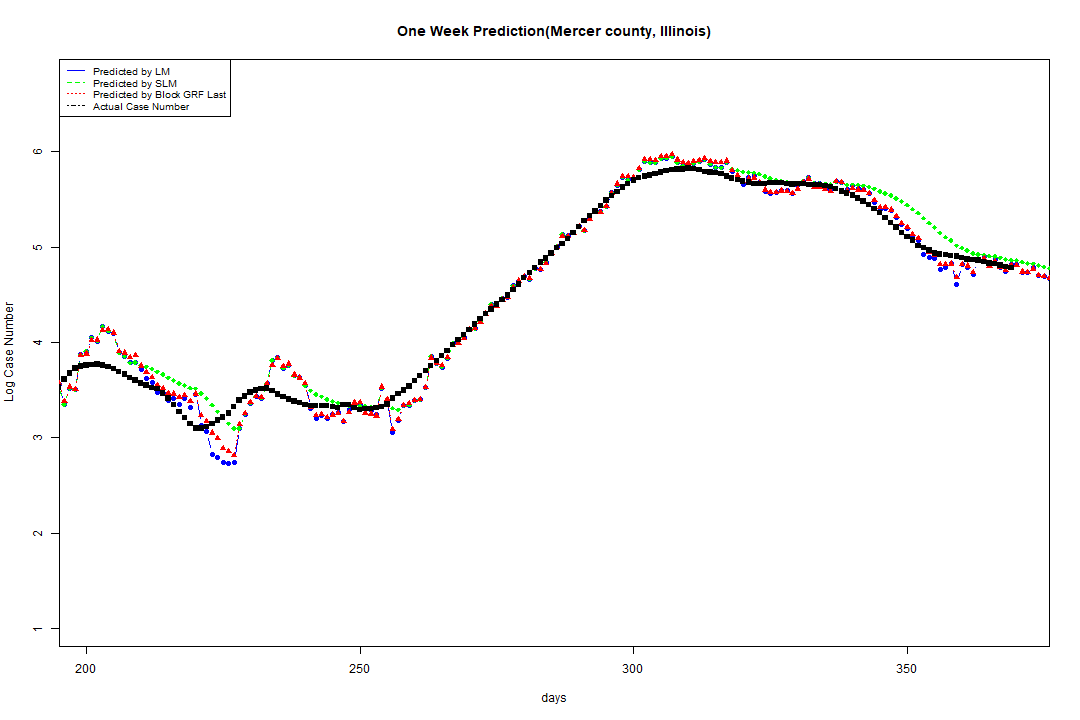 One Week Prediction(Mercer county, Illinois)
Predicted by LM
Predicted by SLM
Predicted by Block GRF Last
Actual Case Number
6
5
4
3
2
1
Log Case Number
200
250
300
350
days